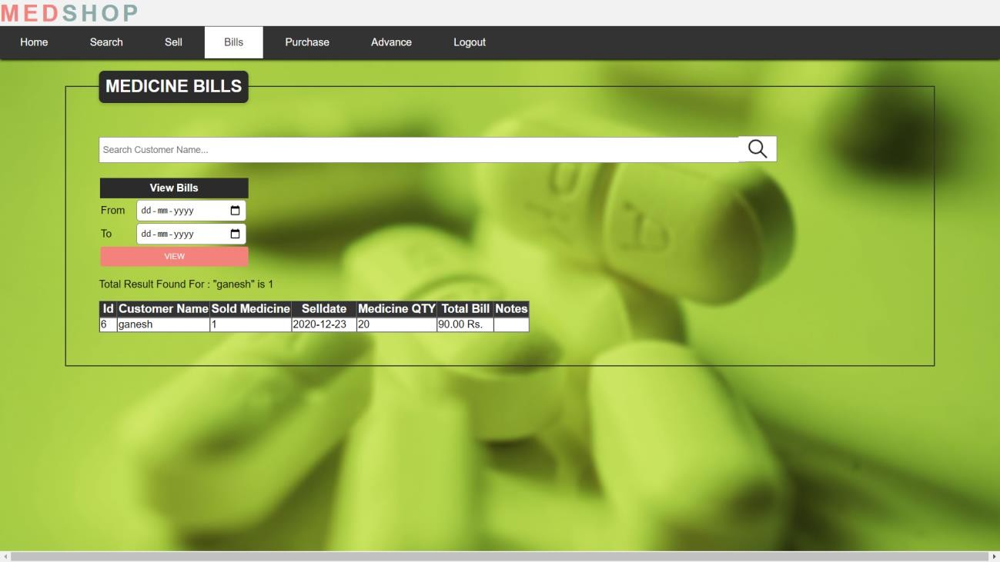 MEDSHOP
Home Search Sell Bills Purchase Advance Logout
MEDICINE BILLS
Search Customer Name...
View Bills
From dd-mm-yyyy
To dd-mm-yyyy
VIEW
Total Result Found For : "ganesh" is 1
Id Customer Name Sold Medicine Selldate Medicine QTY Total Bill Notes
6 ganesh 1 2020-12-23 20 90.00 Rs.